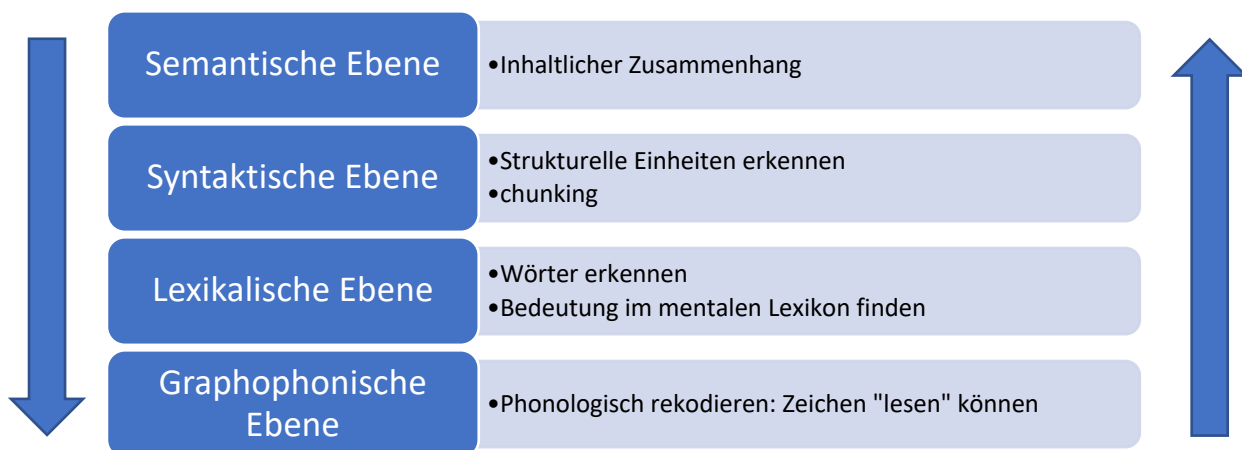 Semantische Ebene
•Inhaltlicher Zusammenhang
Syntaktische Ebene
•Strukturelle Einheiten erkennen
•chunking
Lexikalische Ebene
•Wörter erkennen
•Bedeutung im mentalen Lexikon finden
Graphophonische
Ebene
•Phonologisch rekodieren: Zeichen "lesen" können